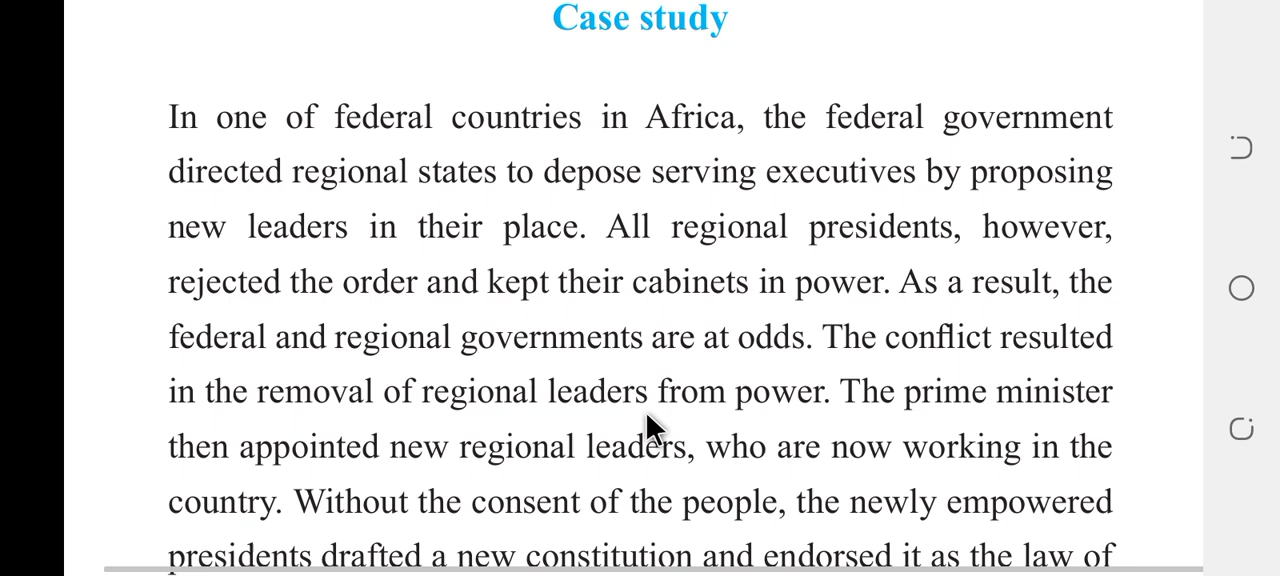 Case study
In one of federal countries in Africa, the federal government
directed regional states to depose serving executives by proposing
new leaders in their place. All regional presidents, however,
rejected the order and kept their cabinets in power. As a result, the
federal and regional governments are at odds. The conflict resulted
in the removal of regional leaders from power. The prime minister
then appointed new regional leaders, who are now working in the
country. Without the consent of the people, the newly empowered
presidents drafted a new constitution and endorsed it as the law of